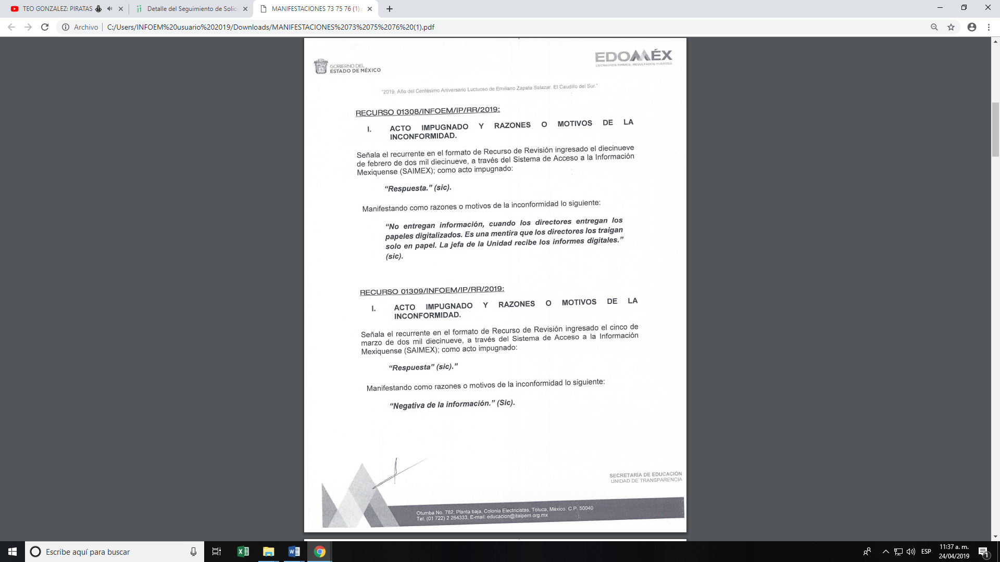 TEO GONZALEZ: PIRATAS
Detalle del Seguimiento de Solici
MANIFESTACIONES 73 75 76 (1).p
Archivo
C:/Users/INFOEM%20usuario%202019/Downloads/MANIFESTACIONES%2073%2075%2076%20(1).pdf
GOBIERNO DEL
ESTADO DE MÉXICO
EDOMÉX
DECISIONES FIRMES, RESULTADOS FUERTES.
"2019. Año del Centésimo Aniversario Luctuoso de Emiliano Zapata Salazar. El Caudillo del Sur."
RECURSO 01308/INFOEM/IP/RR/2019:
I. ACTO IMPUGNADO Y RAZONES O MOTIVOS DE LA
INCONFORMIDAD.
Señala el recurrente en el formato de Recurso de Revisión ingresado el diecinueve
de febrero de dos mil diecinueve, a través del Sistema de Acceso a la Información
Mexiquense (SAIMEX); como acto impugnado:
“Respuesta.” (sic).
Manifestando como razones o motivos de la inconformidad lo siguiente:
“No entregan información, cuando los directores entregan los
papeles digitalizados. Es una mentira que los directores los traigan
solo en papel. La jefa de la Unidad recibe los informes digitales.”
(sic).
RECURSO 01309/INFOEM/IP/RR/2019:
I. ACTO IMPUGNADO Y RAZONES O MOTIVOS DE LA
INCONFORMIDAD.
Señala el recurrente en el formato de Recurso de Revisión ingresado el cinco de
marzo de dos mil diecinueve, a través del Sistema de Acceso a la Información
Mexiquense (SAIMEX); como acto impugnado:
“Respuesta” (sic).”
Manifestando como razones o motivos de la inconformidad lo siguiente:
“Negativa de la información.” (Sic).
SECRETARÍA DE EDUCACIÓN
UNIDAD DE TRANSPARENCIA
Otumba No. 782, Planta baja, Colonia Electricistas, Toluca, México. C.P. 50040
Tel. (01 722) 2 264333, E-mail: educacion@itaipem.org.mx
Escribe aquí para buscar
ESP
11:37 a. m.
24/04/2019
1